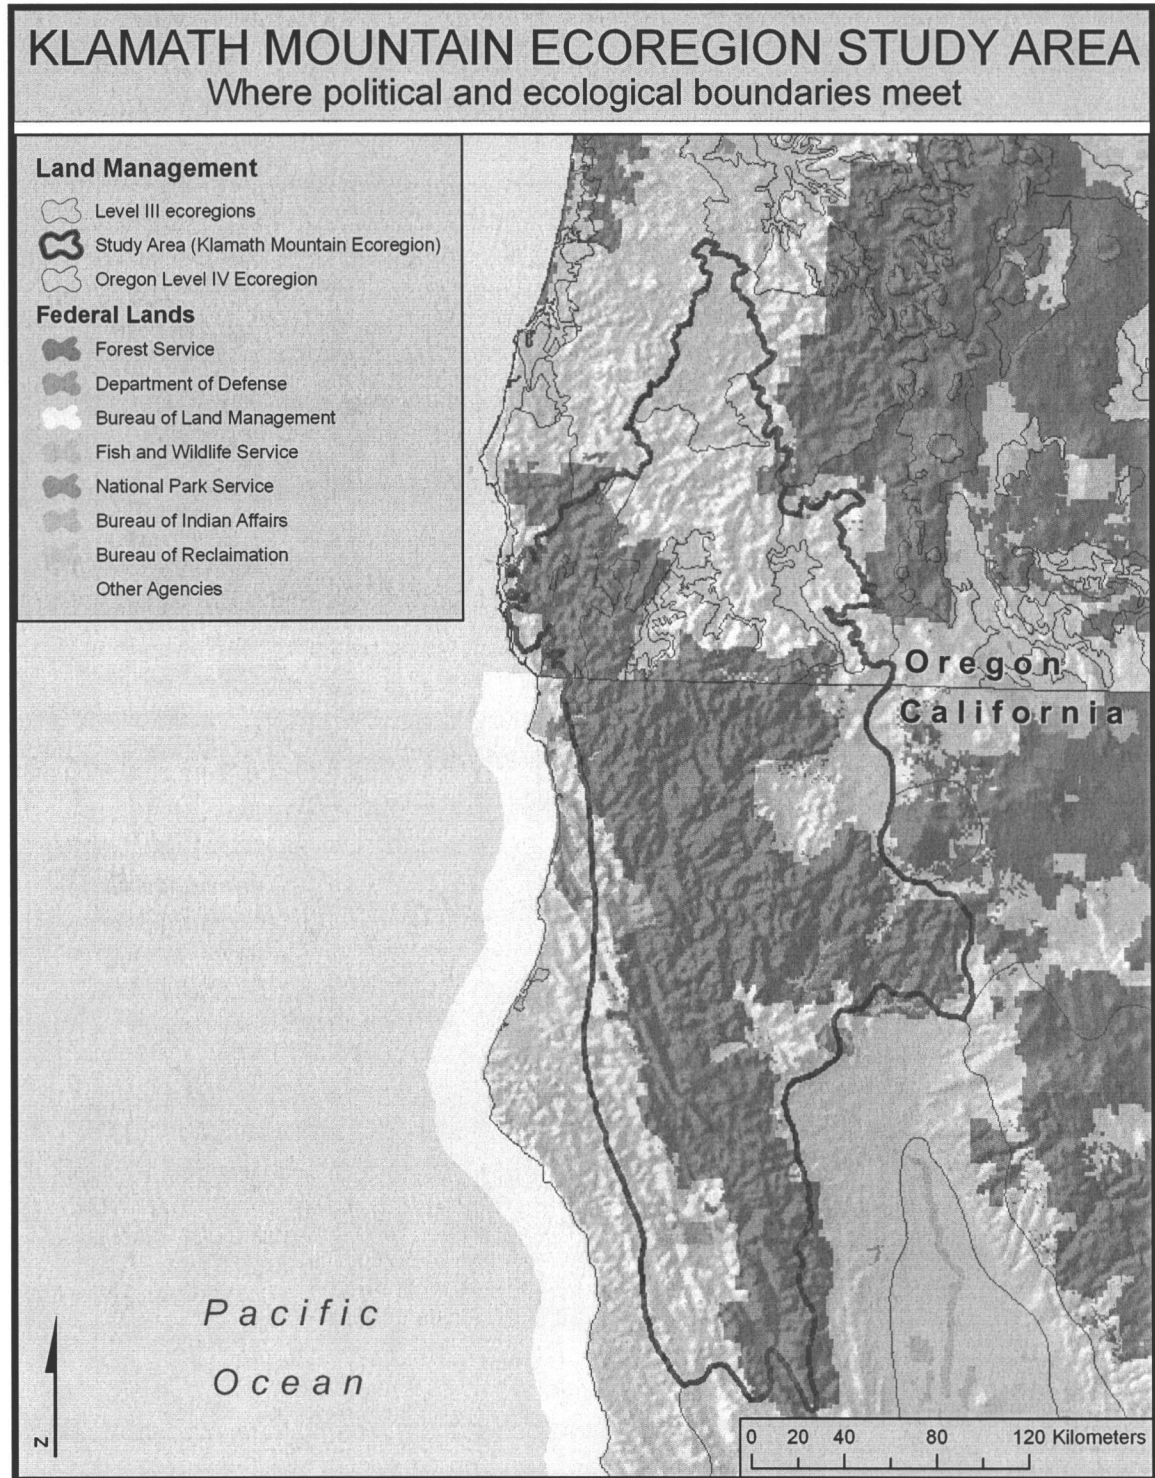 KLAMATH MOUNTAIN ECOREGION STUDY AREA
Where political and ecological boundaries meet
Land Management
Level III ecoregions
Study Area (Klamath Mountain Ecoregion)
Oregon Level IV Ecoregion
Federal Lands
Forest Service
Department of Defense
Bureau of Land Management
Fish and Wildlife Service
National Park Service
Bureau of Indian Affairs
Bureau of Reclaimation
Other Agencies
Oregon
California
Pacific
Ocean
N
0 20 40 80 120 Kilometers